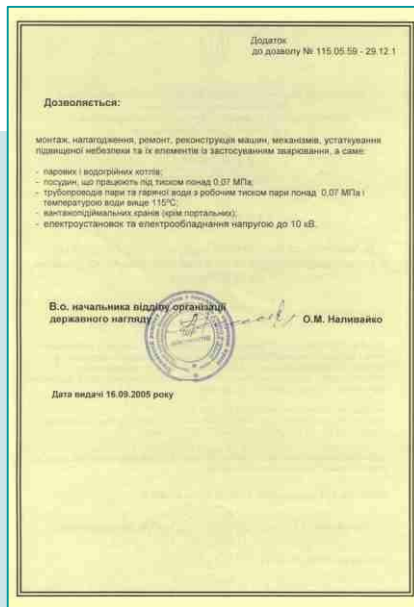 Додаток
до дозволу № 115.05.59 - 29.12.1
Дозволяється:
монтаж, налагодження, ремонт, реконструкція машин, механізмів, устаткування
підвищеної небезпеки та їх елементів із застосуванням зварювання, а саме:
- парових і водогрійних котлів;
- посудин, що працюють під тиском понад 0,07 МПа;
- трубопроводів пари та гарячої води з робочим тиском пари понад 0,07 МПа і
температурою води вище 115°С;
- вантажопідіймальних кранів (крім портальних);
- електроустановок та електрообладнання напругою до 10 кВ.
В.о. начальника відділу організації
державного нагляду
О.М. Наливайко
Дата видачі 16.09.2005 року